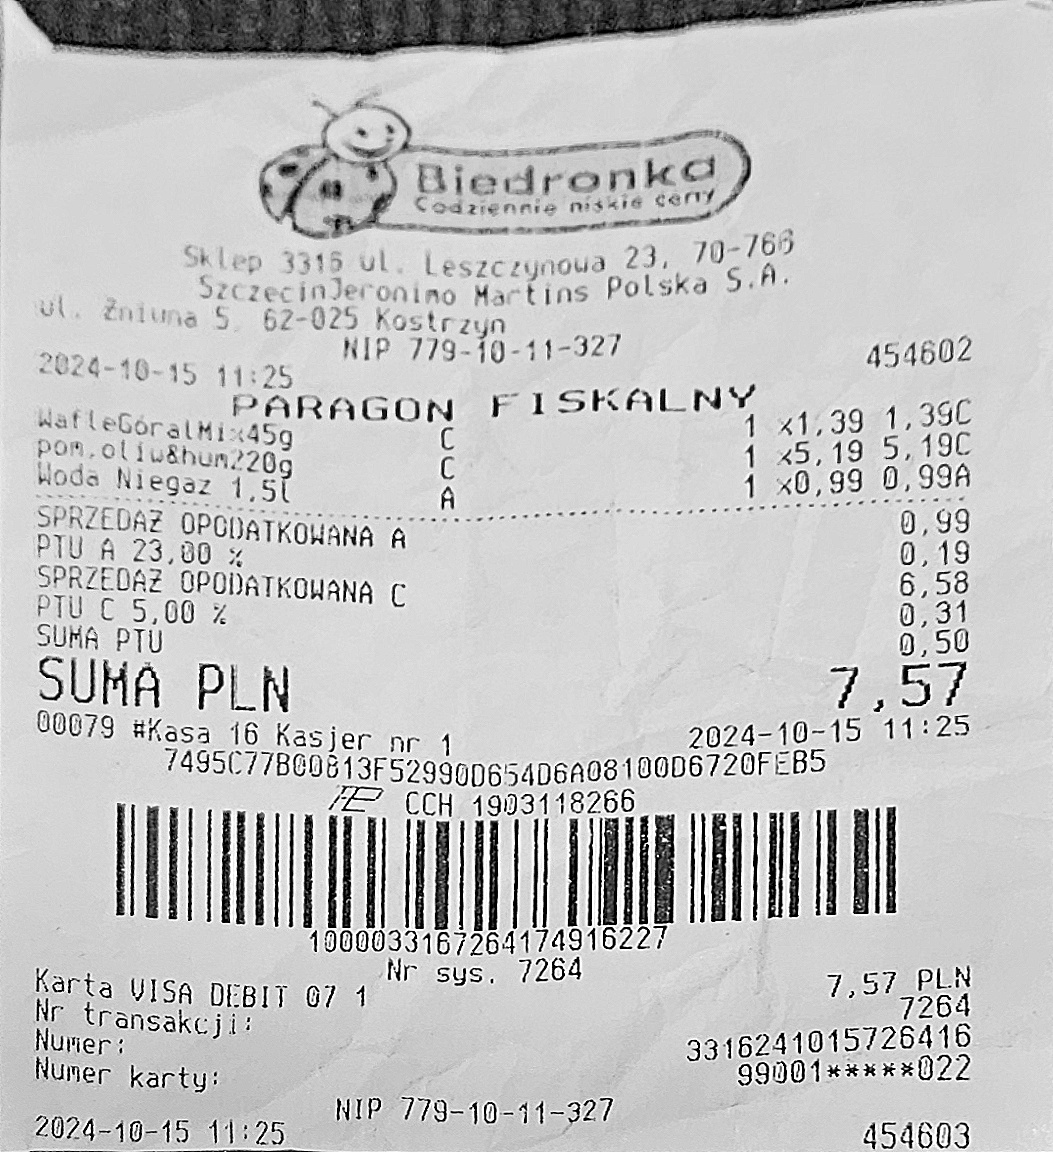 Biedronka
Codziennie niskie ceny
Sklep 3316 ul. Leszczynowa 23, 70-766
SzczecinJeronimo Martins Polska S.A.
ul. Żniwna 5, 62-025 Kostrzyn
NIP 779-10-11-327
2024-10-15 11:25 454602
PARAGON FISKALNY
WafleGóralMix45g C 1 x1,39 1,39C
pom.oliw&hum220g C 1 x5,19 5,19C
Woda Niegaz 1,5l A 1 x0,99 0,99A
SPRZEDAŻ OPODATKOWANA A 0,99
PTU A 23,00 % 0,19
SPRZEDAŻ OPODATKOWANA C 6,58
PTU C 5,00 % 0,31
SUMA PTU 0,50
SUMA PLN 7,57
00079 #Kasa 16 Kasjer nr 1 2024-10-15 11:25
7495C77B00813F52990D654D6A08100D6720FEB5
CCH 1903118266
1000033167264174916227
Nr sys. 7264
Karta VISA DEBIT 07 1 7,57 PLN
Nr transakcji: 7264
Numer: 3316241015726416
Numer karty: 99001*****022
NIP 779-10-11-327
2024-10-15 11:25 454603